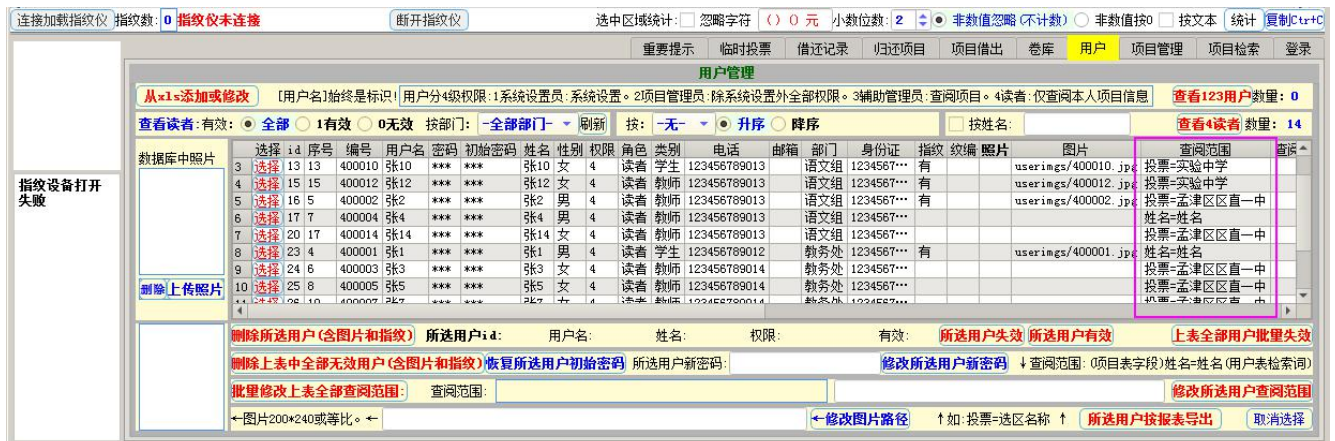 连接加载指纹仪 指纹数: 0 指纹仪未连接 断开指纹仪 选中区域统计: 忽略字符 ()() 元 小数位数: 2 非数值忽略(不计数) 非数值按0 按文本 统计 复制Ctr+C
重要提示 临时投票 借还记录 归还项目 项目借出 卷库 用户 项目管理 项目检索 登录
用户管理
从xls添加或修改 [用户名]始终是标识! 用户分4级权限:1系统设置员:系统设置。2项目管理员:除系统设置外全部权限。3辅助管理员:查阅项目。4读者:仅查阅本人项目信息 查看123用户 数量: 0
查看读者:有效: 全部 1有效 0无效 按部门: -全部部门- 刷新 按: -无- 升序 降序 按姓名: 查看4读者 数量: 14
数据库中照片
选择 id 序号 编号 用户名 密码 初始密码 姓名 性别 权限 角色 类别 电话 邮箱 部门 身份证 指纹 纹编 照片 图片 查阅范围
3 选择 13 13 400010 张10 *** *** 张10 女 4 读者 学生 123456789013 语文组 1234567… 有 userimgs/400010.jpg 投票=实验中学
4 选择 15 15 400012 张12 *** *** 张12 女 4 读者 教师 123456789013 语文组 1234567… 有 userimgs/400012.jpg 投票=实验中学
5 选择 16 5 400002 张2 *** *** 张2 男 4 读者 教师 123456789013 语文组 1234567… 有 userimgs/400002.jpg 投票=孟津区区直一中
6 选择 17 7 400004 张4 *** *** 张4 男 4 读者 教师 123456789013 语文组 1234567… 姓名=姓名
7 选择 20 17 400014 张14 *** *** 张14 女 4 读者 教师 123456789013 语文组 1234567… 投票=孟津区区直一中
8 选择 23 4 400001 张1 *** *** 张1 男 4 读者 学生 123456789012 教务处 1234567… 有 userimgs/400001.jpg 姓名=姓名
9 选择 24 6 400003 张3 *** *** 张3 女 4 读者 教师 123456789014 教务处 1234567… 投票=孟津区区直一中
10 选择 25 8 400005 张5 *** *** 张5 女 4 读者 教师 123456789014 教务处 1234567… 投票=孟津区区直一中
指纹设备打开
失败
删除 上传照片
删除所选用户(含图片和指纹) 所选用户id: 用户名: 姓名: 权限: 有效: 所选用户失效 所选用户有效 上表全部用户批量失效
删除上表中全部无效用户(含图片和指纹) 恢复所选用户初始密码 所选用户新密码: 修改所选用户新密码 ↓查阅范围:(项目表字段)姓名=姓名(用户表检索词)
批量修改上表全部查阅范围: 查阅范围: 修改所选用户查阅范围
←图片200*240或等比。← ←修改图片路径 ↑如:投票=选区名称 ↑ 所选用户按报表导出 取消选择